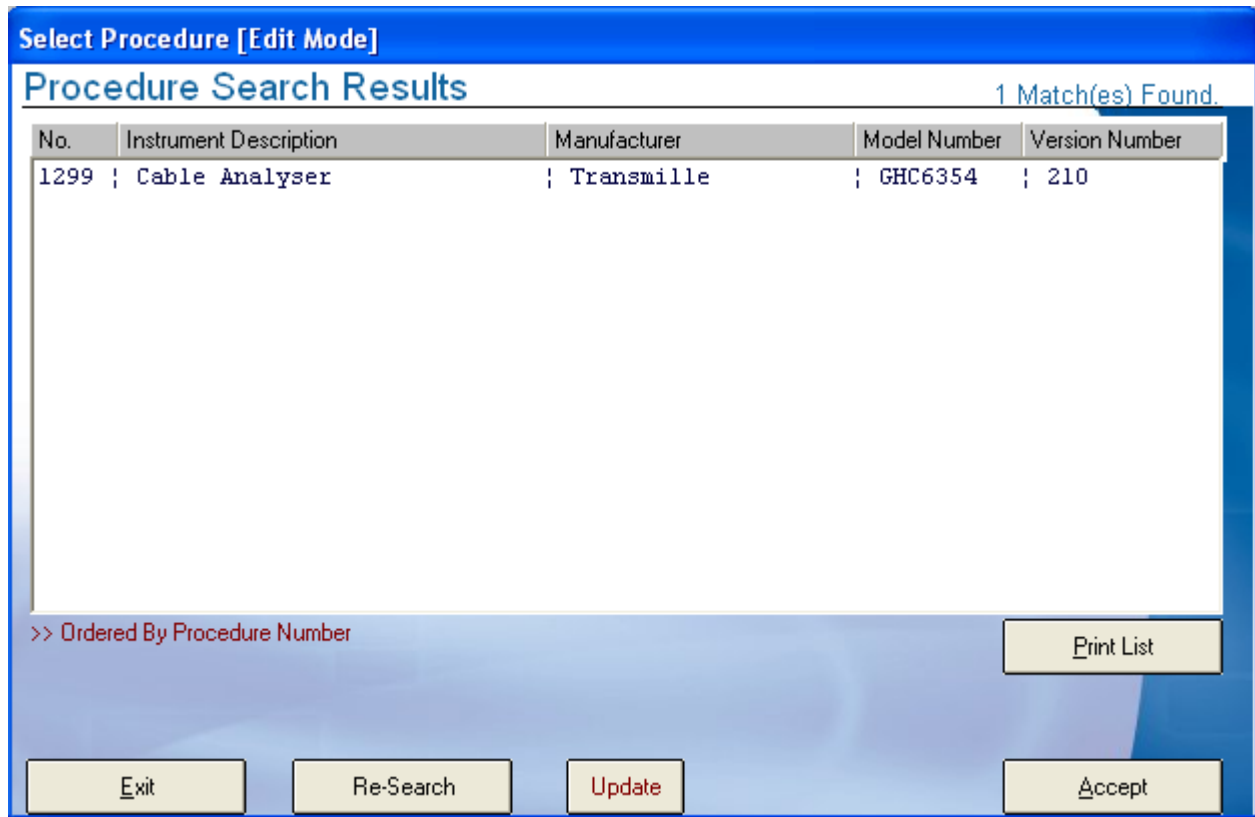 Select Procedure [Edit Mode]
Procedure Search Results
1 Match(es) Found.
No. Instrument Description Manufacturer Model Number Version Number
1299 ¦ Cable Analyser ¦ Transmille ¦ GHC6354 ¦ 210
>> Ordered By Procedure Number
Print List
Exit Re-Search Update Accept